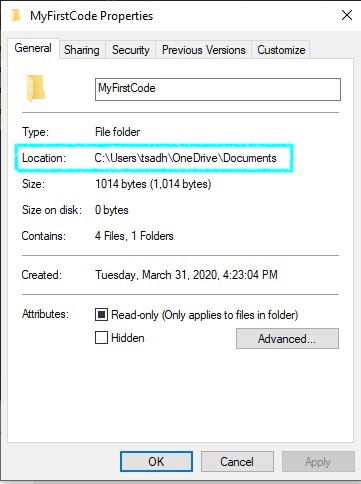 MyFirstCode Properties
General Sharing Security Previous Versions Customize
MyFirstCode
Type: File folder
Location: C:\Users\tsadh\OneDrive\Documents
Size: 1014 bytes (1,014 bytes)
Size on disk: 0 bytes
Contains: 4 Files, 1 Folders
Created: Tuesday, March 31, 2020, 4:23:04 PM
Attributes: Read-only (Only applies to files in folder)
Hidden Advanced...
OK Cancel Apply